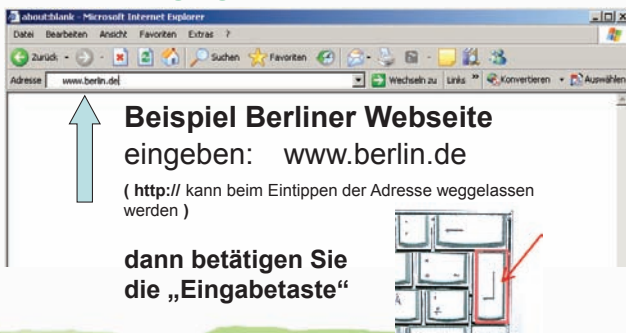 about:blank - Microsoft Internet Explorer
Datei Bearbeiten Ansicht Favoriten Extras ?
Zurück Suchen Favoriten
Adresse www.berlin.de Wechseln zu Links » Konvertieren Auswählen
Beispiel Berliner Webseite
eingeben: www.berlin.de
( http:// kann beim Eintippen der Adresse weggelassen
werden )
dann betätigen Sie
die „Eingabetaste“